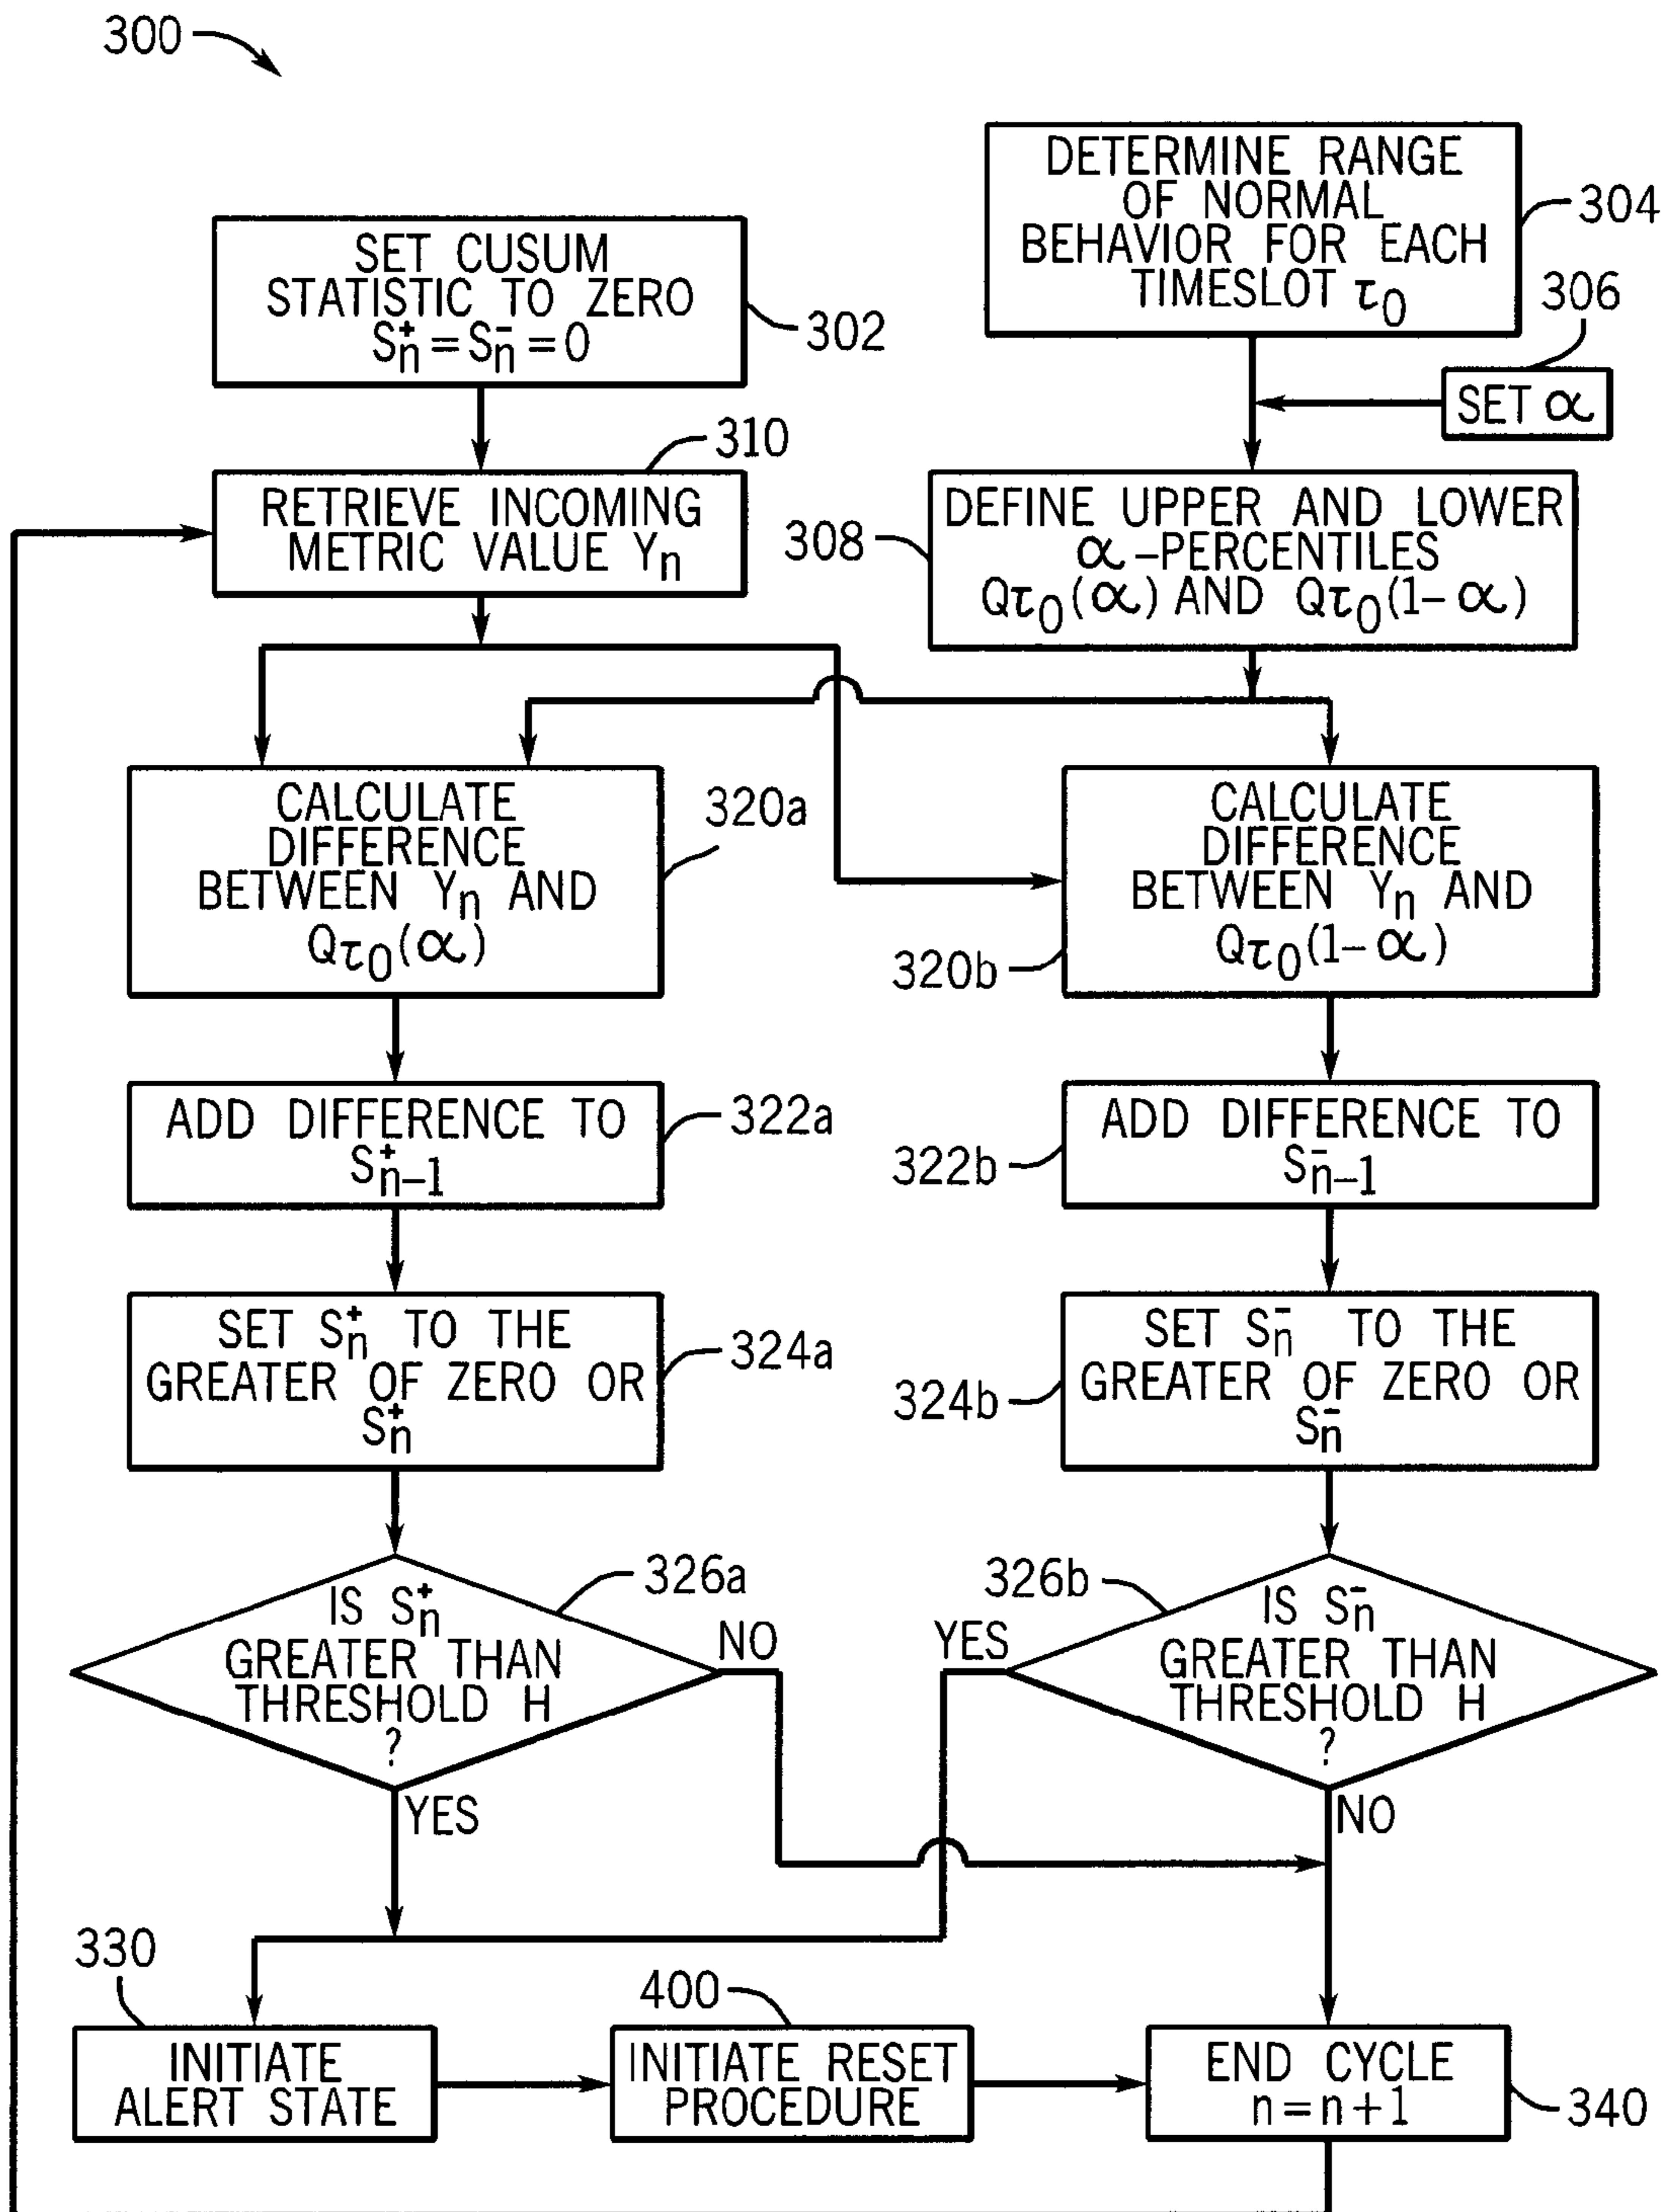 300
DETERMINE RANGE
OF NORMAL
BEHAVIOR FOR EACH
TIMESLOT τ0
304
SET CUSUM
STATISTIC TO ZERO
S+n = S-n = 0
302
306
SET α
310
RETRIEVE INCOMING
METRIC VALUE Yn
308
DEFINE UPPER AND LOWER
α-PERCENTILES
Qτ0(α) AND Qτ0(1-α)
CALCULATE
DIFFERENCE
BETWEEN Yn AND
Qτ0(α)
320a
CALCULATE
DIFFERENCE
BETWEEN Yn AND
Qτ0(1-α)
320b
ADD DIFFERENCE TO
S+n-1
322a
ADD DIFFERENCE TO
S-n-1
322b
SET S+n TO THE
GREATER OF ZERO OR
S+n
324a
SET S-n TO THE
GREATER OF ZERO OR
S-n
324b
IS S+n
GREATER THAN
THRESHOLD H
?
326a
NO
YES
326b
IS S-n
GREATER THAN
THRESHOLD H
?
YES
NO
330
INITIATE
ALERT STATE
400
INITIATE RESET
PROCEDURE
END CYCLE
n=n+1
340